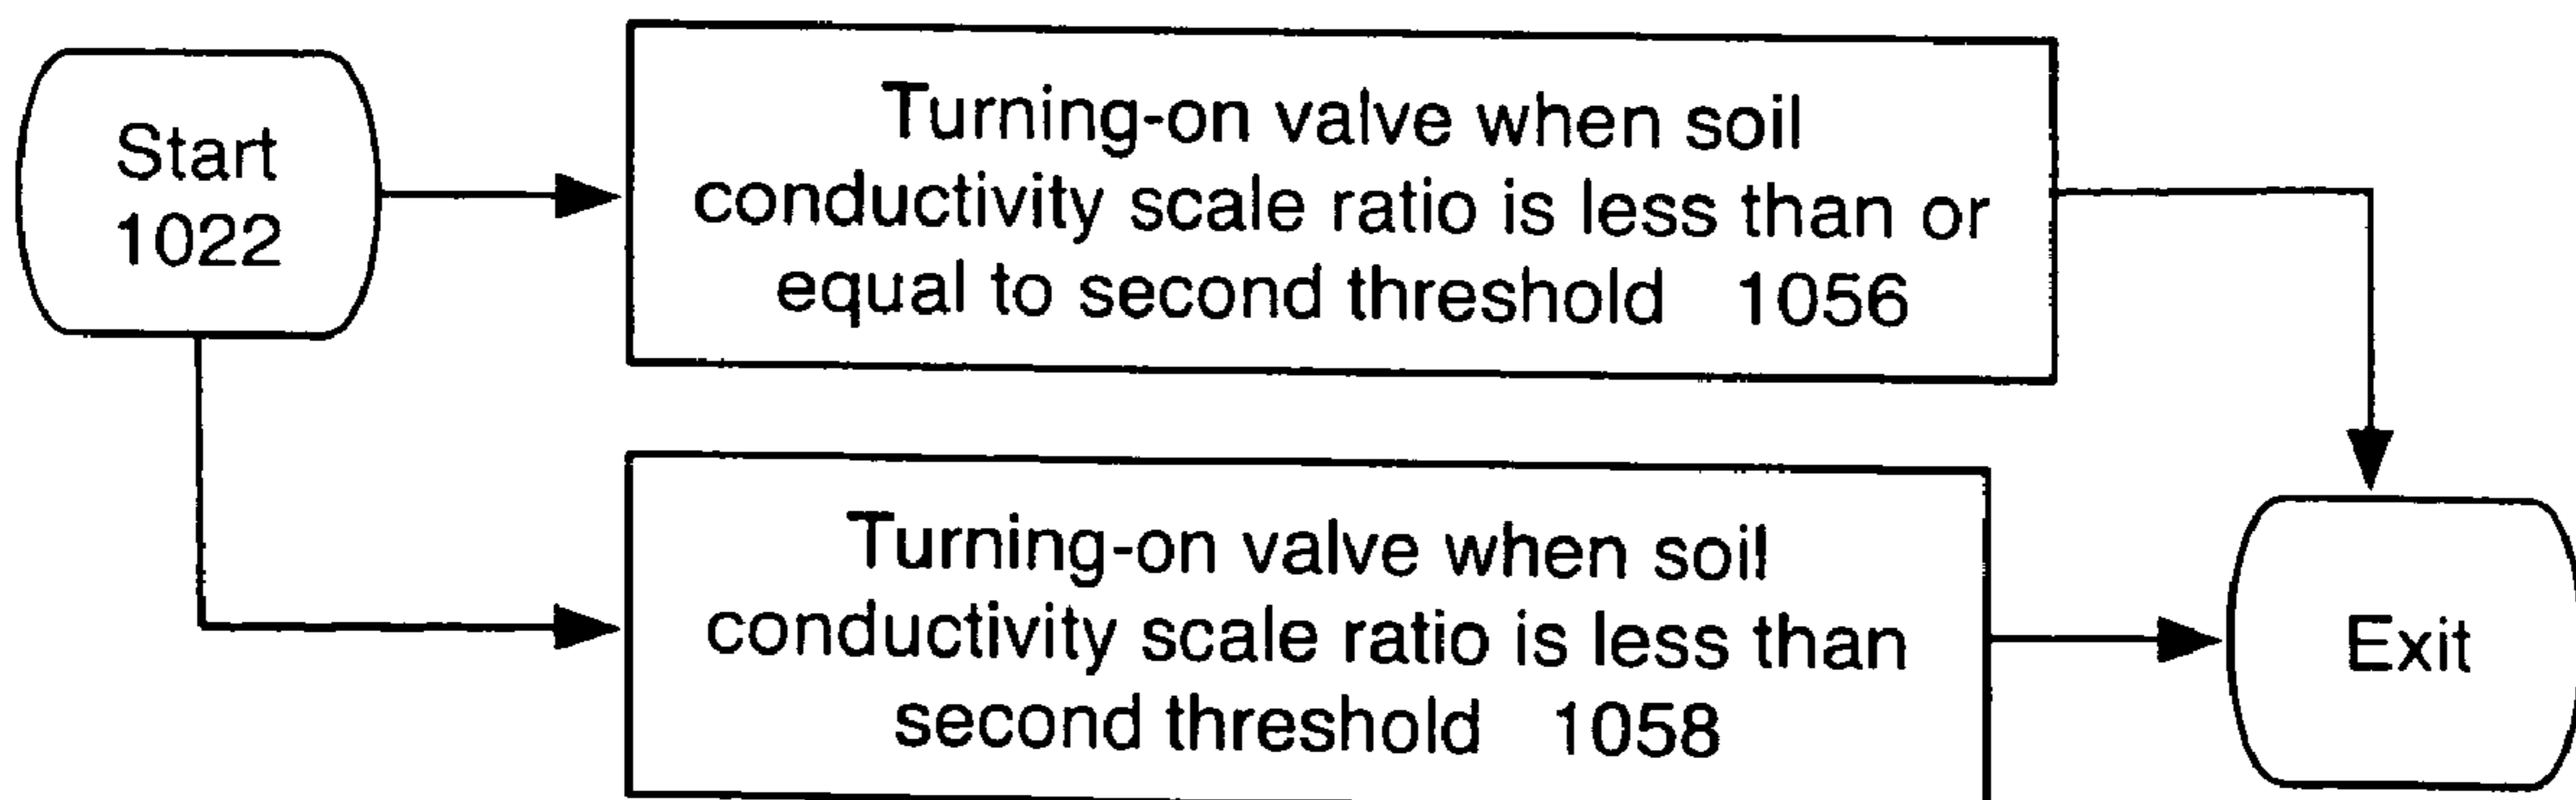 Start
1022
Turning-on valve when soil
conductivity scale ratio is less than or
equal to second threshold 1056
Turning-on valve when soil
conductivity scale ratio is less than
second threshold 1058
Exit